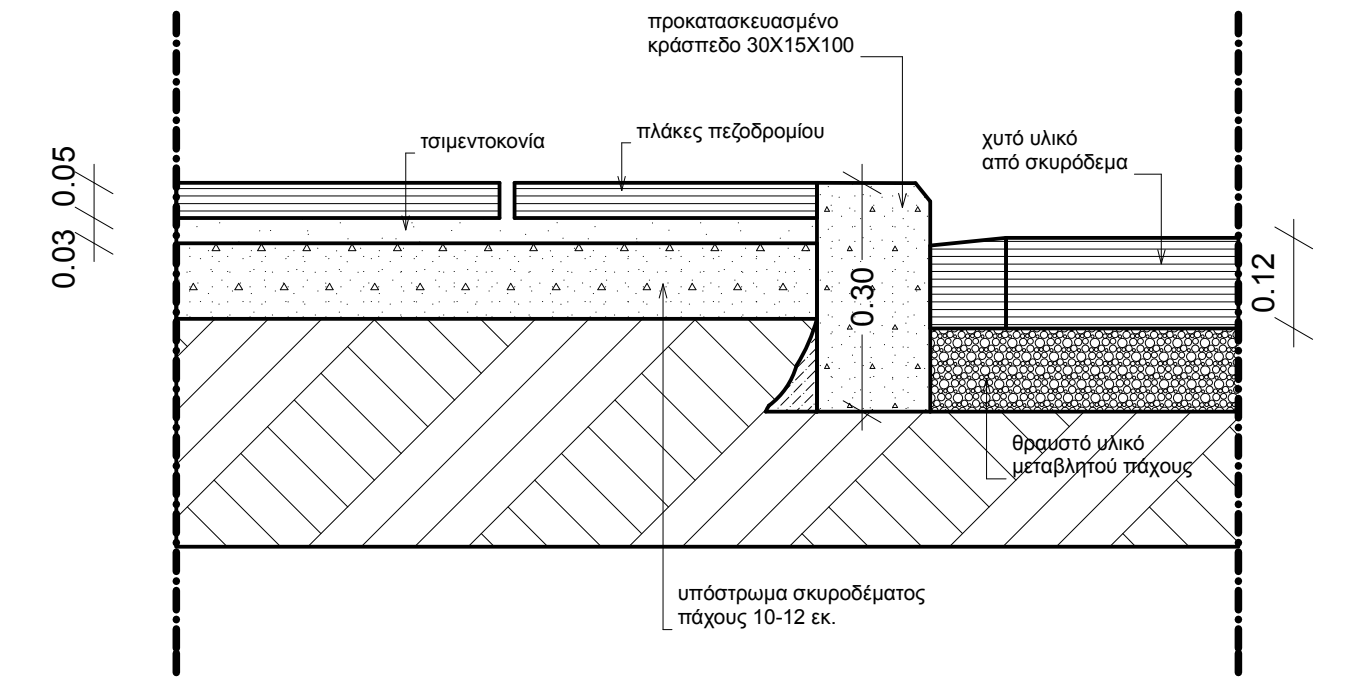 προκατασκευασμένο
κράσπεδο 30Χ15Χ100
τσιμεντοκονία
πλάκες πεζοδρομίου
χυτό υλικό
από σκυρόδεμα
0.05
0.03
0.30
0.12
θραυστό υλικό
μεταβλητού πάχους
υπόστρωμα σκυροδέματος
πάχους 10-12 εκ.